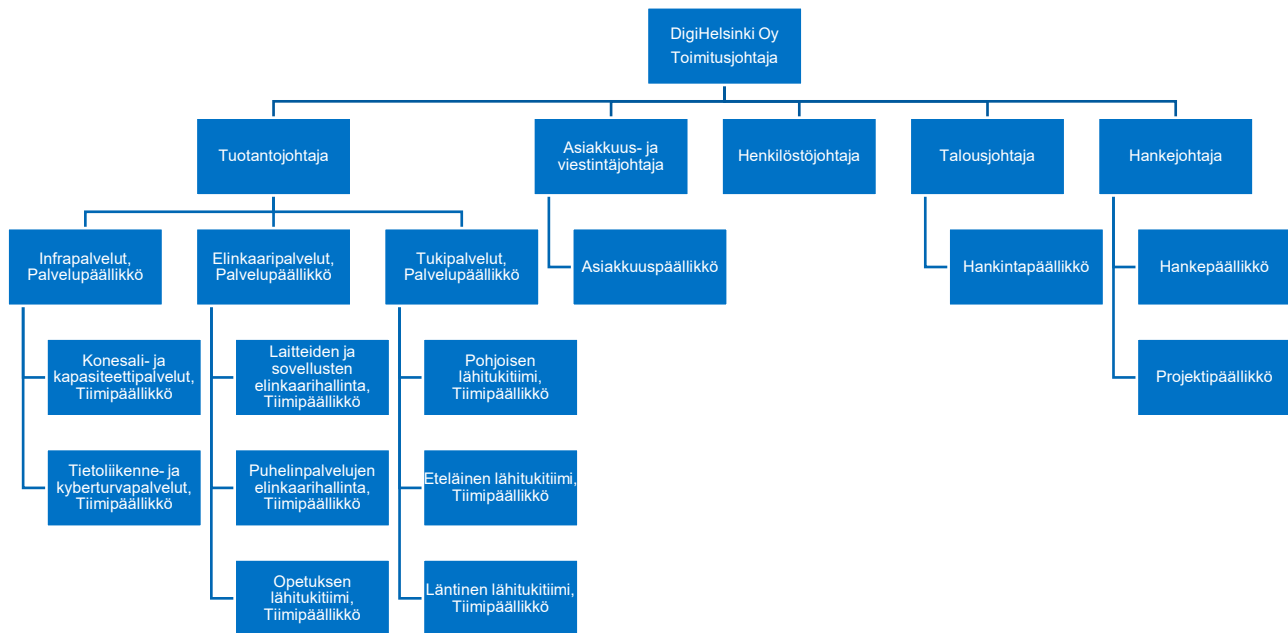 DigiHelsinki Oy
Toimitusjohtaja
Tuotantojohtaja
Asiakkuus- ja
viestintäjohtaja
Henkilöstöjohtaja
Talousjohtaja
Hankejohtaja
Infrapalvelut,
Palvelupäällikkö
Elinkaaripalvelut,
Palvelupäällikkö
Tukipalvelut,
Palvelupäällikkö
Asiakkuuspäällikkö
Hankintapäällikkö
Hankepäällikkö
Konesali- ja
kapasiteettipalvelut,
Tiimipäällikkö
Laitteiden ja
sovellusten
elinkaarihallinta,
Tiimipäällikkö
Pohjoisen
lähitukitiimi,
Tiimipäällikkö
Projektipäällikkö
Tietoliikenne- ja
kyberturvapalvelut,
Tiimipäällikkö
Puhelinpalvelujen
elinkaarihallinta,
Tiimipäällikkö
Eteläinen lähitukitiimi,
Tiimipäällikkö
Opetuksen
lähitukitiimi,
Tiimipäällikkö
Läntinen lähitukitiimi,
Tiimipäällikkö